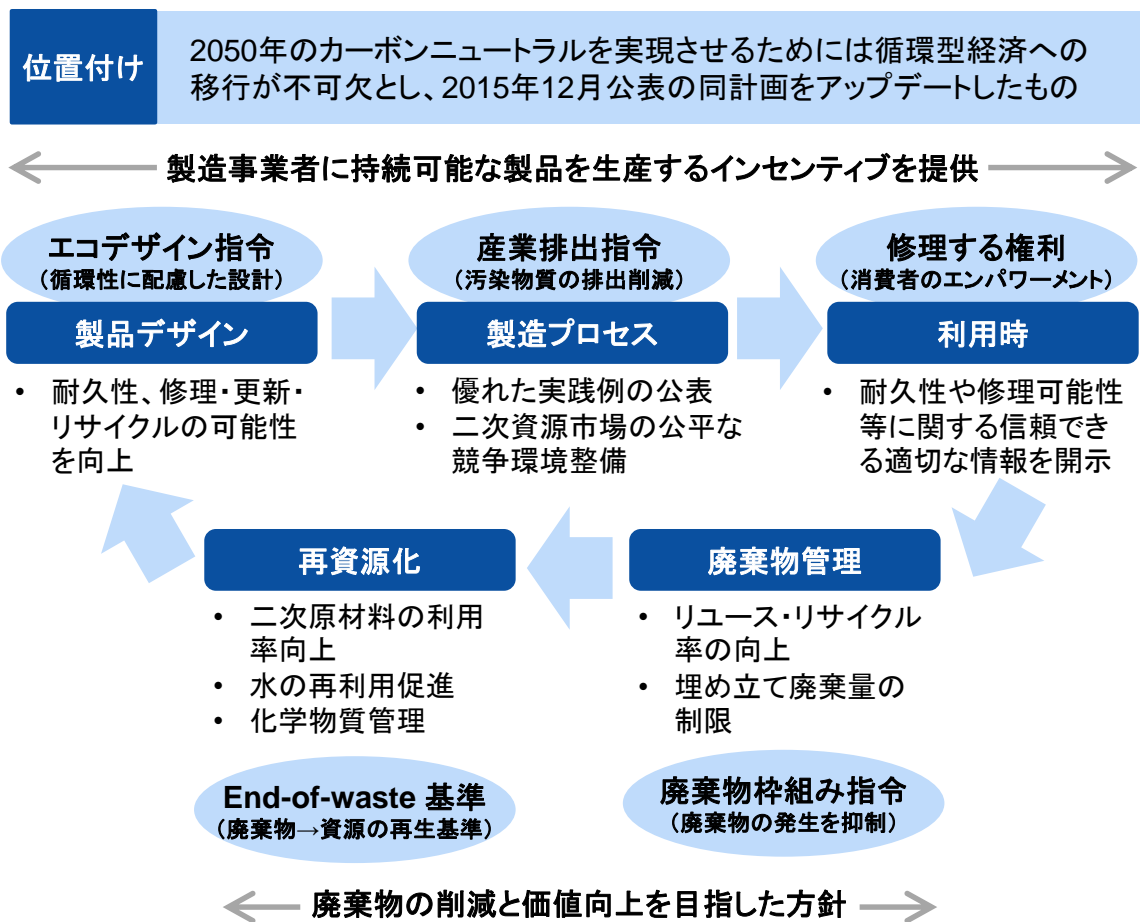 位置付け
2050年のカーボンニュートラルを実現させるためには循環型経済への
移行が不可欠とし、2015年12月公表の同計画をアップデートしたもの
製造事業者に持続可能な製品を生産するインセンティブを提供
エコデザイン指令
（循環性に配慮した設計）
製品デザイン
• 耐久性、修理・更新・
リサイクルの可能性
を向上
産業排出指令
（汚染物質の排出削減）
製造プロセス
• 優れた実践例の公表
• 二次資源市場の公平な
競争環境整備
修理する権利
（消費者のエンパワーメント）
利用時
• 耐久性や修理可能性
等に関する信頼でき
る適切な情報を開示
再資源化
• 二次原材料の利用
率向上
• 水の再利用促進
• 化学物質管理
End-of-waste 基準
（廃棄物→資源の再生基準）
廃棄物管理
• リユース・リサイクル
率の向上
• 埋め立て廃棄量の
制限
廃棄物枠組み指令
（廃棄物の発生を抑制）
廃棄物の削減と価値向上を目指した方針